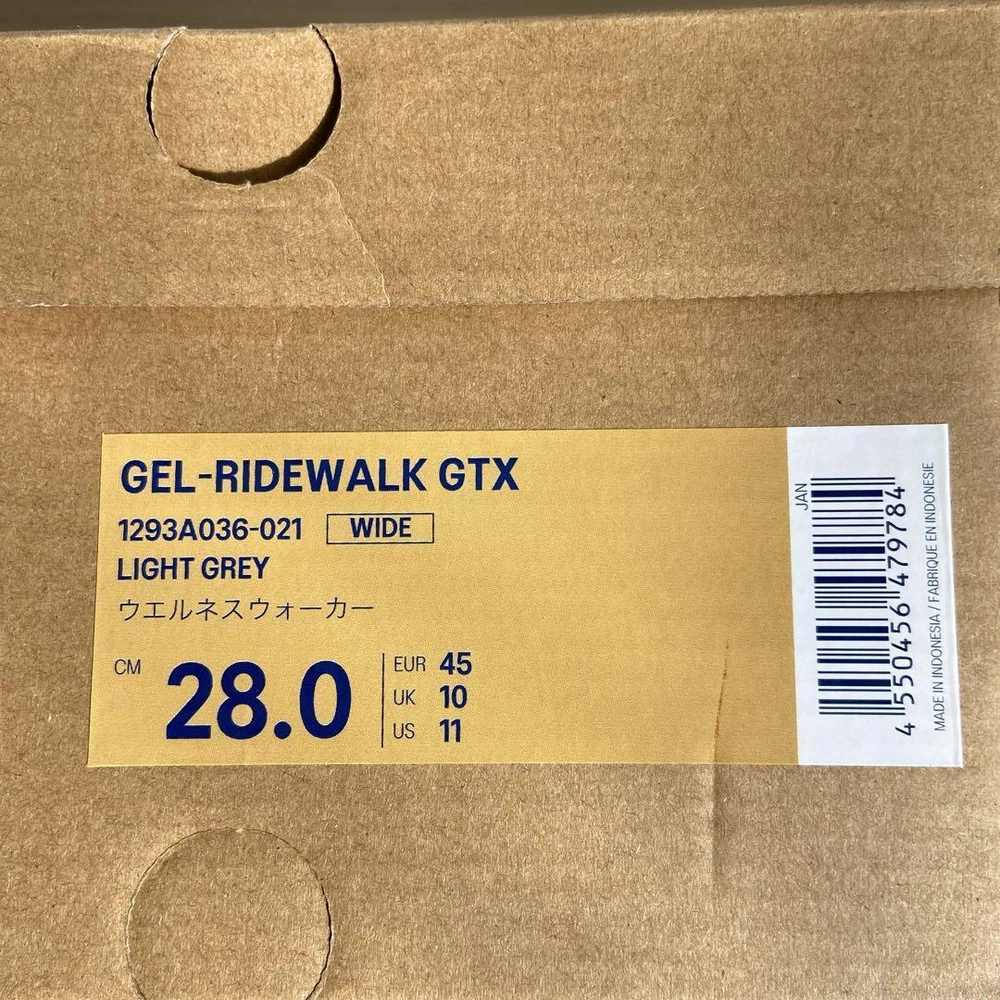 GEL-RIDEWALK GTX
1293A036-021 WIDE
LIGHT GREY
ウエルネスウォーカー
CM 28.0
EUR 45
UK 10
US 11
JAN
4 550456 479784
MADE IN INDONESIA / FABRIQUE EN INDONESIE